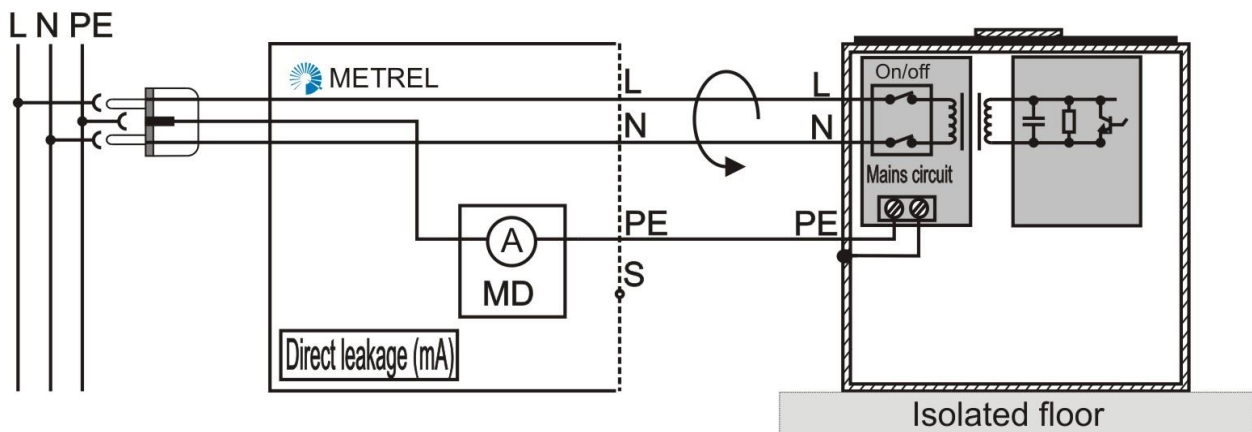 L N PE
METREL
L
N
PE
S
A
MD
Direct leakage (mA)
L
N
PE
On/off
Mains circuit
Isolated floor